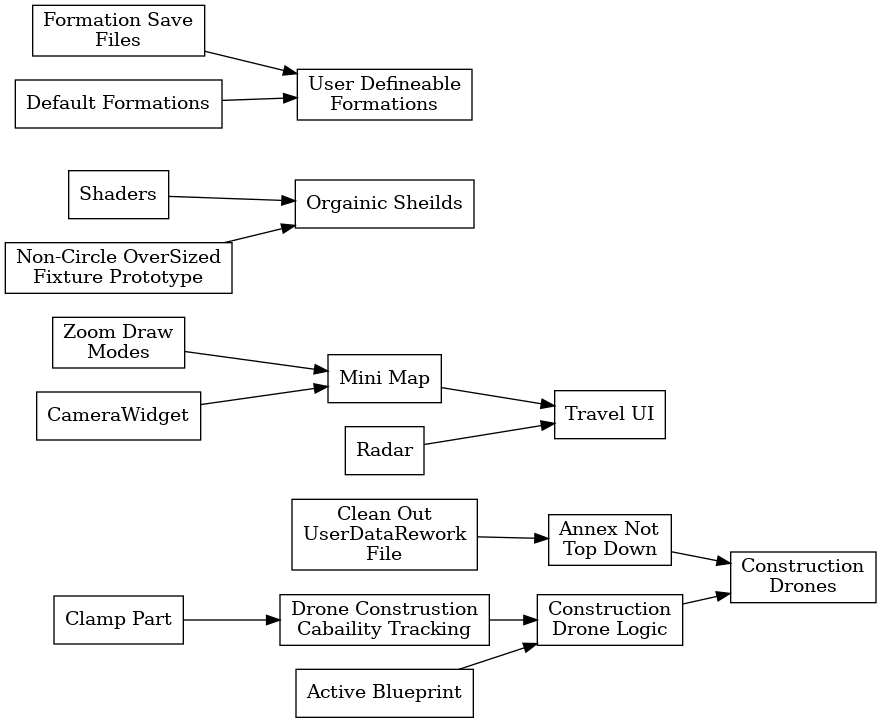 Formation Save
Files
User Defineable
Formations
Default Formations
Shaders
Orgainic Sheilds
Non-Circle OverSized
Fixture Prototype
Zoom Draw
Modes
Mini Map
CameraWidget
Travel UI
Radar
Clean Out
UserDataRework
File
Annex Not
Top Down
Construction
Drones
Clamp Part
Drone Construstion
Cabaility Tracking
Construction
Drone Logic
Active Blueprint